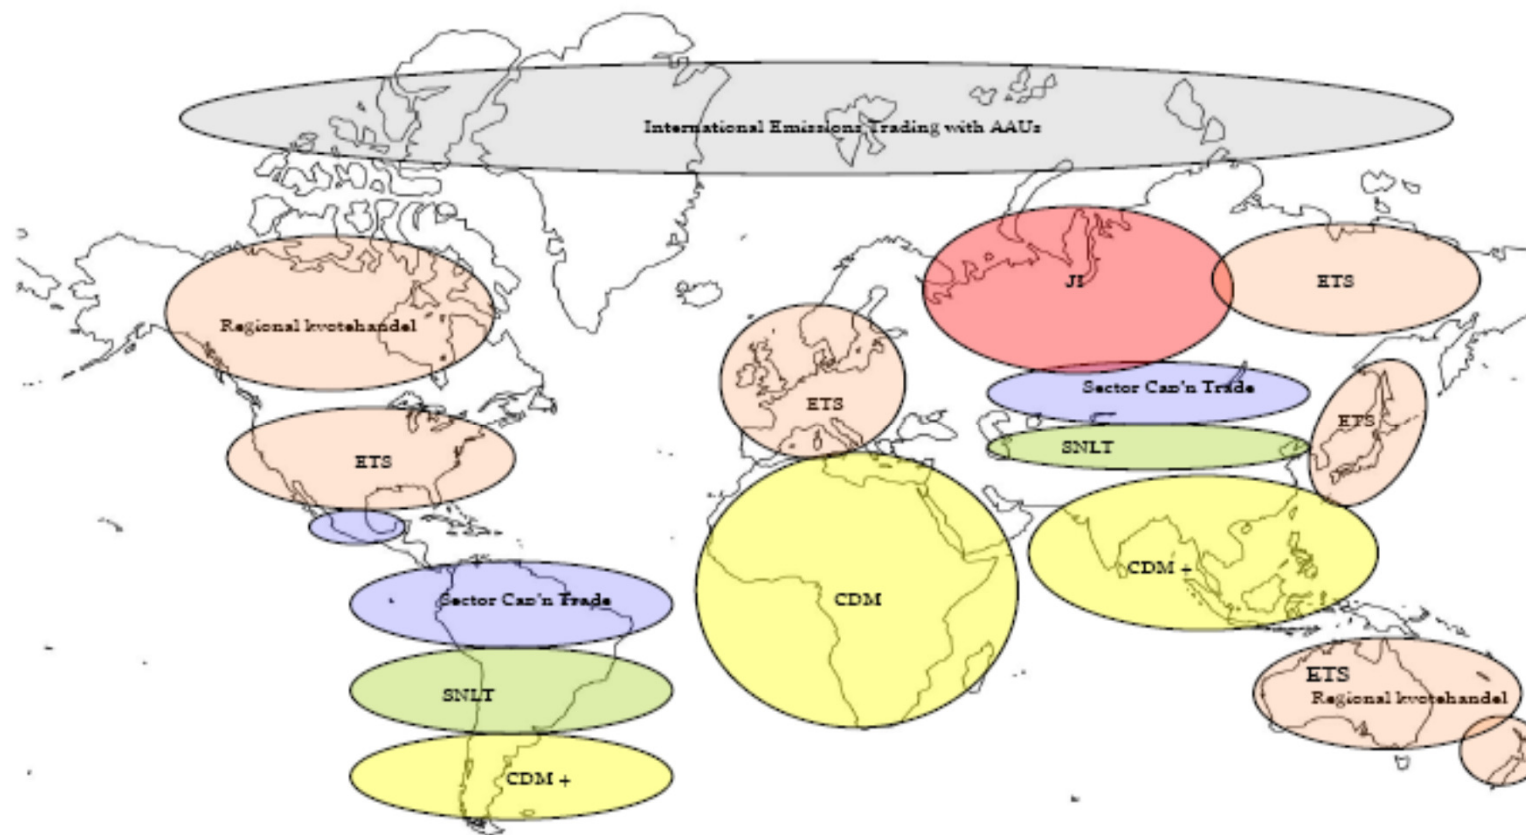 International Emissions Trading with AAUs
JI
ETS
Regional kvotehandel
ETS
Sector Cap'n Trade
ETS
SNLT
ETS
CDM +
CDM
Sector Cap'n Trade
SNLT
CDM +
ETS
Regional kvotehandel